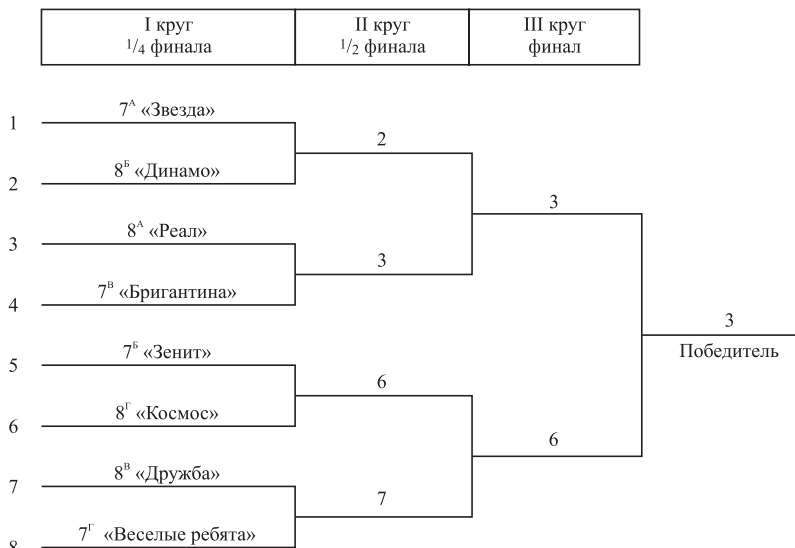 I круг
1/4 финала
II круг
1/2 финала
III круг
финал
1
7А «Звезда»
2
2
8Б «Динамо»
3
8А «Реал»
3
3
4
7В «Бригантина»
3
Победитель
5
7Б «Зенит»
6
6
8Г «Космос»
6
7
8В «Дружба»
7
8
7Г «Веселые ребята»